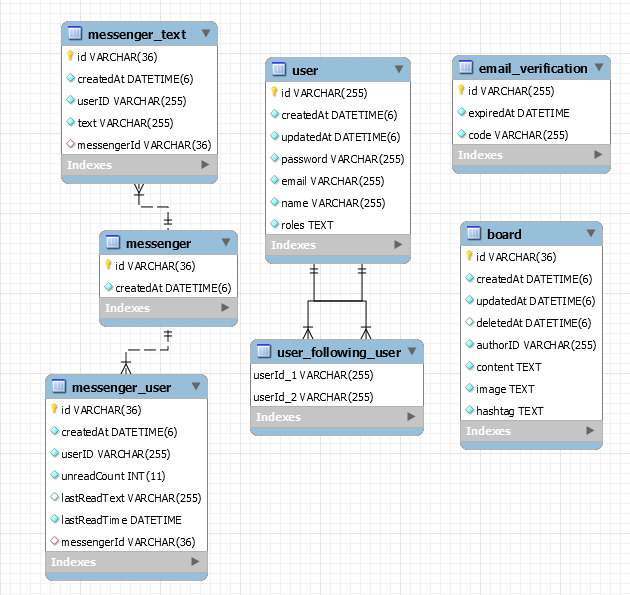 messenger_text
id VARCHAR(36)
createdAt DATETIME(6)
userID VARCHAR(255)
text VARCHAR(255)
messengerId VARCHAR(36)
Indexes
messenger
id VARCHAR(36)
createdAt DATETIME(6)
Indexes
messenger_user
id VARCHAR(36)
createdAt DATETIME(6)
userID VARCHAR(255)
unreadCount INT(11)
lastReadText VARCHAR(255)
lastReadTime DATETIME
messengerId VARCHAR(36)
Indexes
user
id VARCHAR(255)
createdAt DATETIME(6)
updatedAt DATETIME(6)
password VARCHAR(255)
email VARCHAR(255)
name VARCHAR(255)
roles TEXT
Indexes
user_following_user
userId_1 VARCHAR(255)
userId_2 VARCHAR(255)
Indexes
email_verification
id VARCHAR(255)
expiredAt DATETIME
code VARCHAR(255)
Indexes
board
id VARCHAR(36)
createdAt DATETIME(6)
updatedAt DATETIME(6)
deletedAt DATETIME(6)
authorID VARCHAR(255)
content TEXT
image TEXT
hashtag TEXT
Indexes